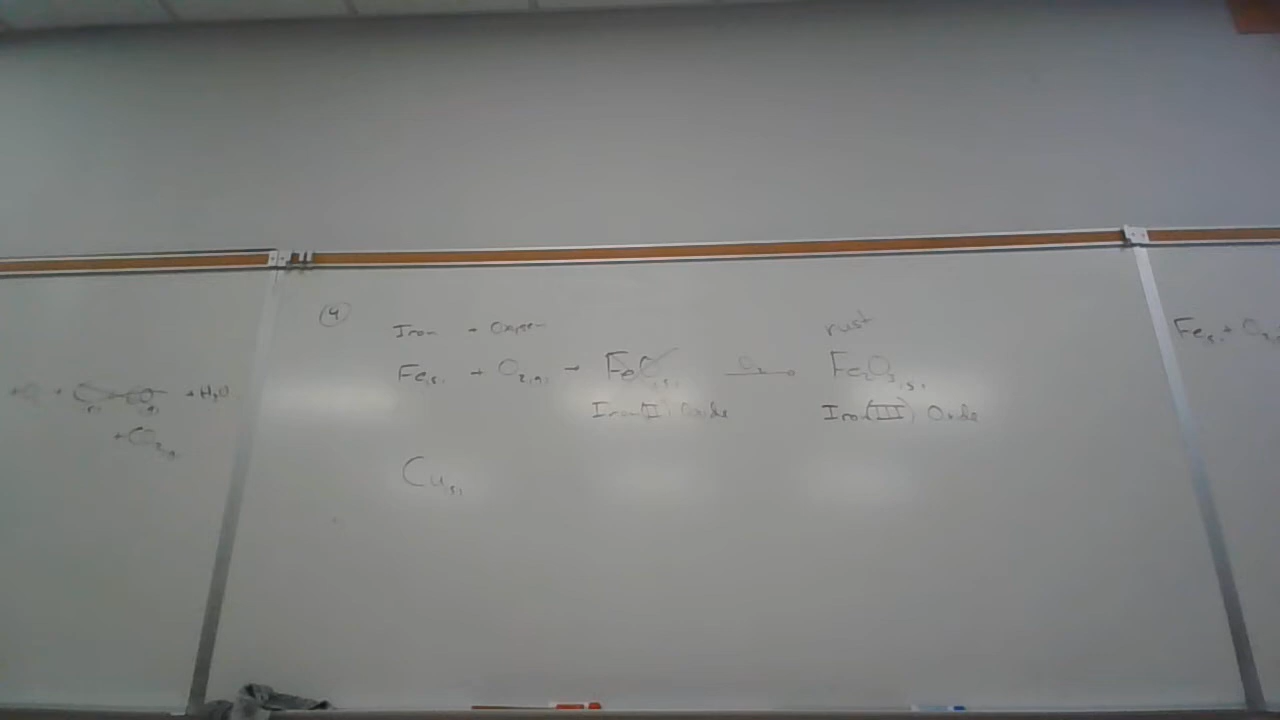 + H₂O
+ CO₂(g)
④
Iron + Oxygen
rust
Fe(s) + O₂(g) → FeO(s) O₂→ Fe₂O₃(s)
Iron(II) Oxide
Iron(III) Oxide
Cu(s)
Fe(s) + O₂(g)